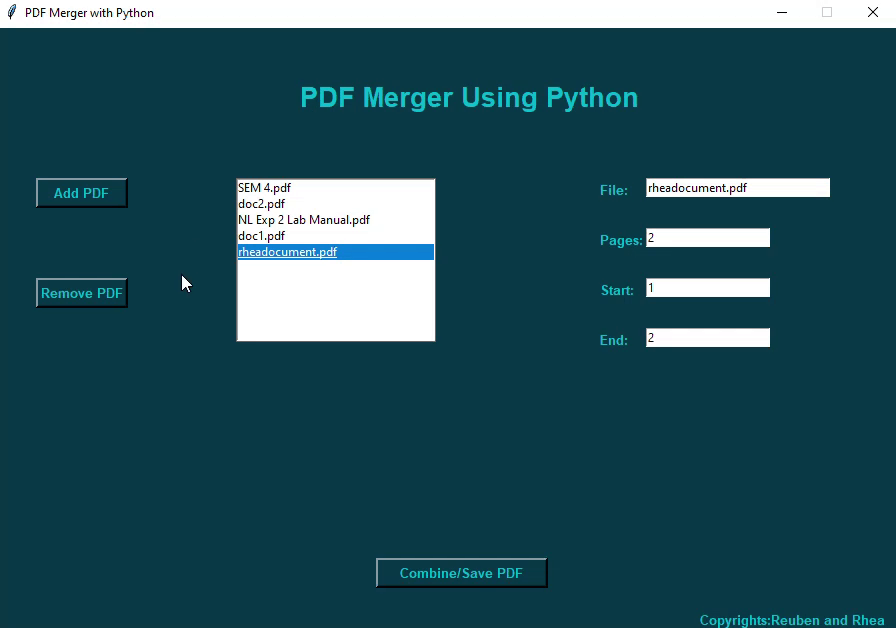 PDF Merger with Python
PDF Merger Using Python
Add PDF
Remove PDF
SEM 4.pdf
doc2.pdf
NL Exp 2 Lab Manual.pdf
doc1.pdf
rheadocument.pdf
File: rheadocument.pdf
Pages: 2
Start: 1
End: 2
Combine/Save PDF
Copyrights:Reuben and Rhea